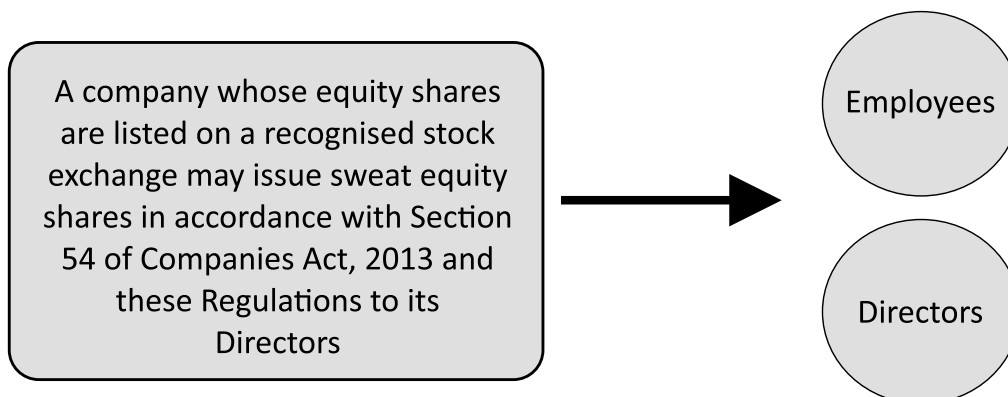 A company whose equity shares
are listed on a recognised stock
exchange may issue sweat equity
shares in accordance with Section
54 of Companies Act, 2013 and
these Regulations to its
Directors
Employees
Directors